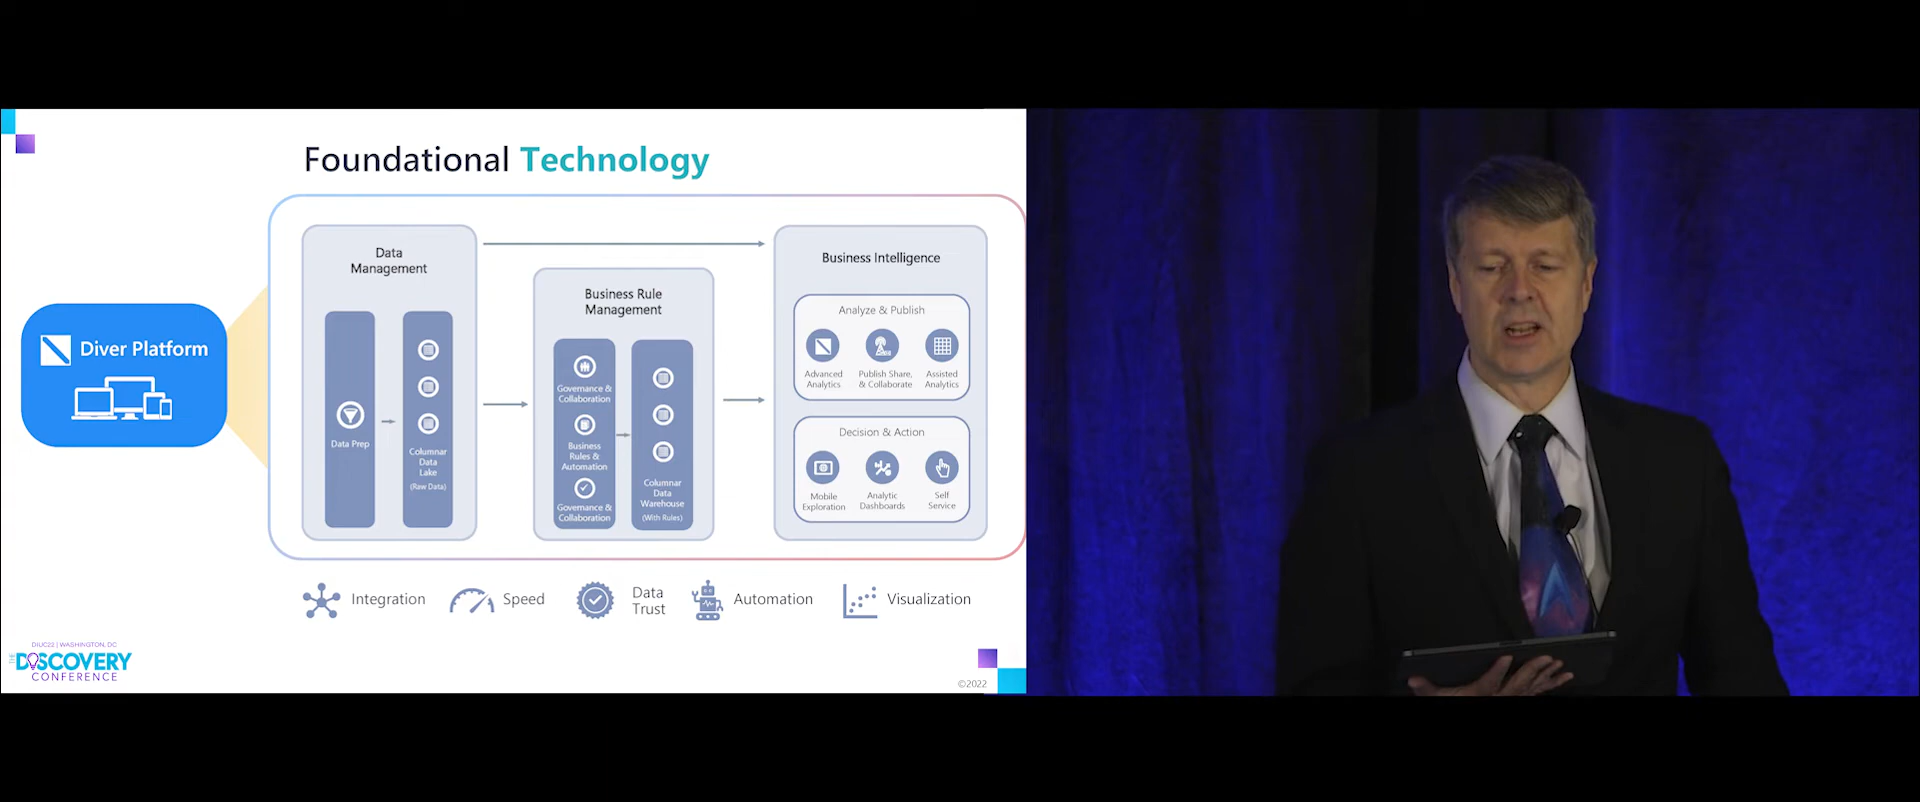 Foundational Technology
Diver Platform
Data
Management
Data Prep
Columnar
Data
Lake
(Raw Data)
Business Rule
Management
Governance &
Collaboration
Business
Rules &
Automation
Governance &
Collaboration
Columnar
Data
Warehouse
(With Rules)
Business Intelligence
Analyze & Publish
Advanced
Analytics
Publish Share,
& Collaborate
Assisted
Analytics
Decision & Action
Mobile
Exploration
Analytic
Dashboards
Self
Service
Integration
Speed
Data
Trust
Automation
Visualization
DIUC22 | WASHINGTON, DC
THE DISCOVERY
CONFERENCE
©2022